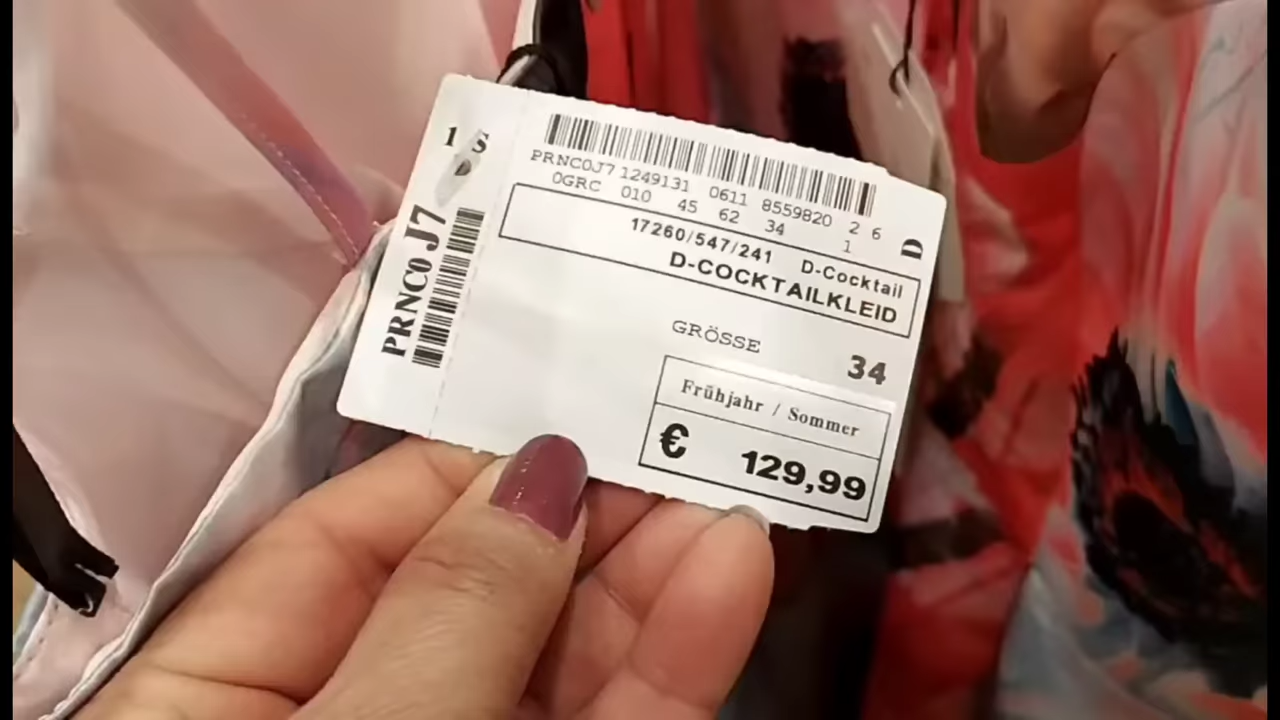 1 S
PRNC0 J7
PRNC0J7 1249131 0611 8559820 2 6
0GRC 010 45 62 34 1
D
17260/547/241 D-Cocktail
D-COCKTAILKLEID
GRÖSSE 34
Frühjahr / Sommer
€ 129,99